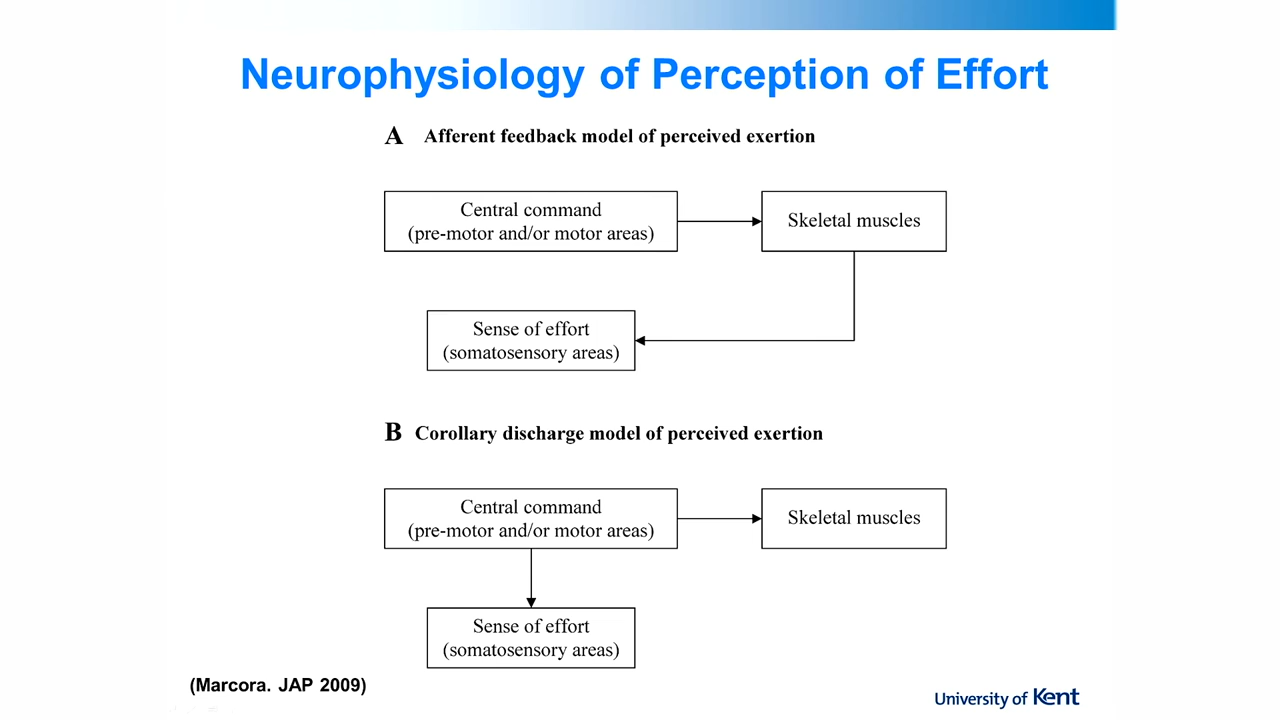 Neurophysiology of Perception of Effort
A Afferent feedback model of perceived exertion
Central command
(pre-motor and/or motor areas)
Skeletal muscles
Sense of effort
(somatosensory areas)
B Corollary discharge model of perceived exertion
Central command
(pre-motor and/or motor areas)
Skeletal muscles
Sense of effort
(somatosensory areas)
(Marcora. JAP 2009)
University of Kent